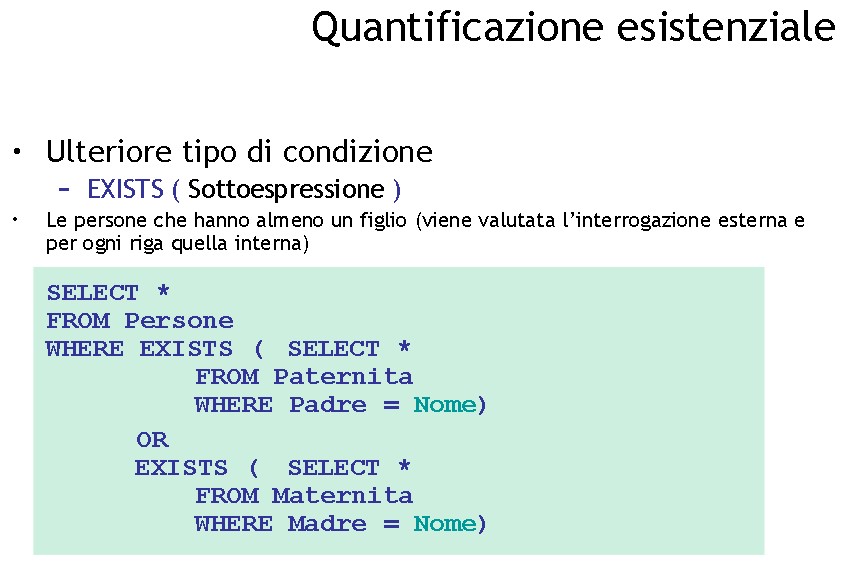 Quantificazione esistenziale
• Ulteriore tipo di condizione
– EXISTS ( Sottoespressione )
• Le persone che hanno almeno un figlio (viene valutata l’interrogazione esterna e
per ogni riga quella interna)
SELECT *
FROM Persone
WHERE EXISTS ( SELECT *
FROM Paternita
WHERE Padre = Nome)
OR
EXISTS ( SELECT *
FROM Maternita
WHERE Madre = Nome)